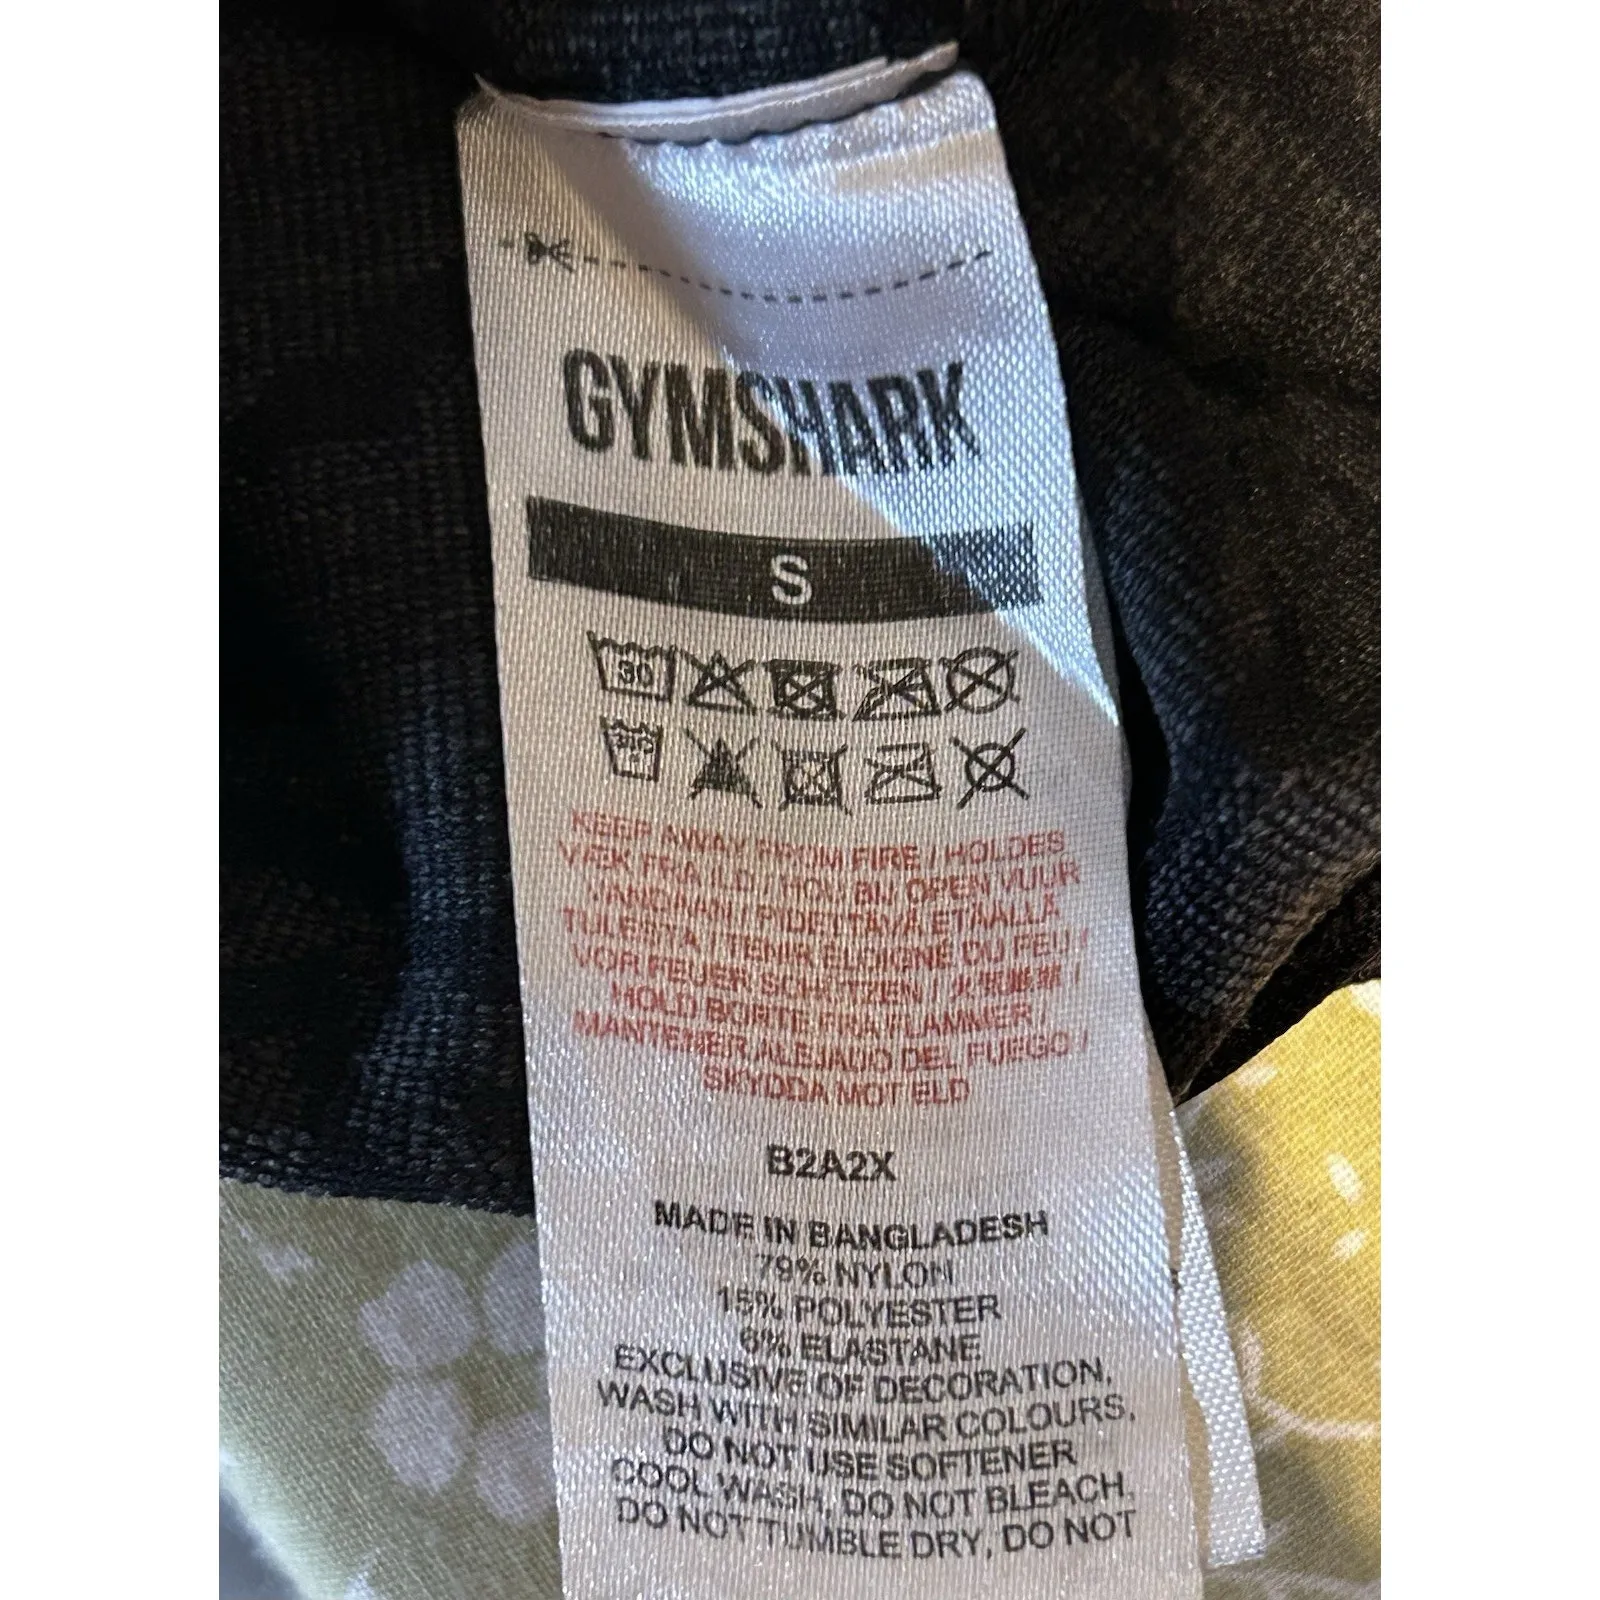 GYMSHARK
S
30
KEEP AWAY FROM FIRE / HOLDES
VÆK FRA ILD / HOU BIJ OPEN VUUR
VANDNAN / PIDETTÄVÄ ETÄÄLLÄ
TULESTA / TENIR ÉLOIGNÉ DU FEU /
VOR FEUER SCHÜTZEN /
HOLD BORTE FRA FLAMMER
MANTENER ALEJADO DEL FUEGO /
SKYDDA MOT ELD
B2A2X
MADE IN BANGLADESH
79% NYLON
15% POLYESTER
6% ELASTANE
EXCLUSIVE OF DECORATION.
WASH WITH SIMILAR COLOURS,
DO NOT USE SOFTENER
COOL WASH, DO NOT BLEACH,
DO NOT TUMBLE DRY, DO NOT